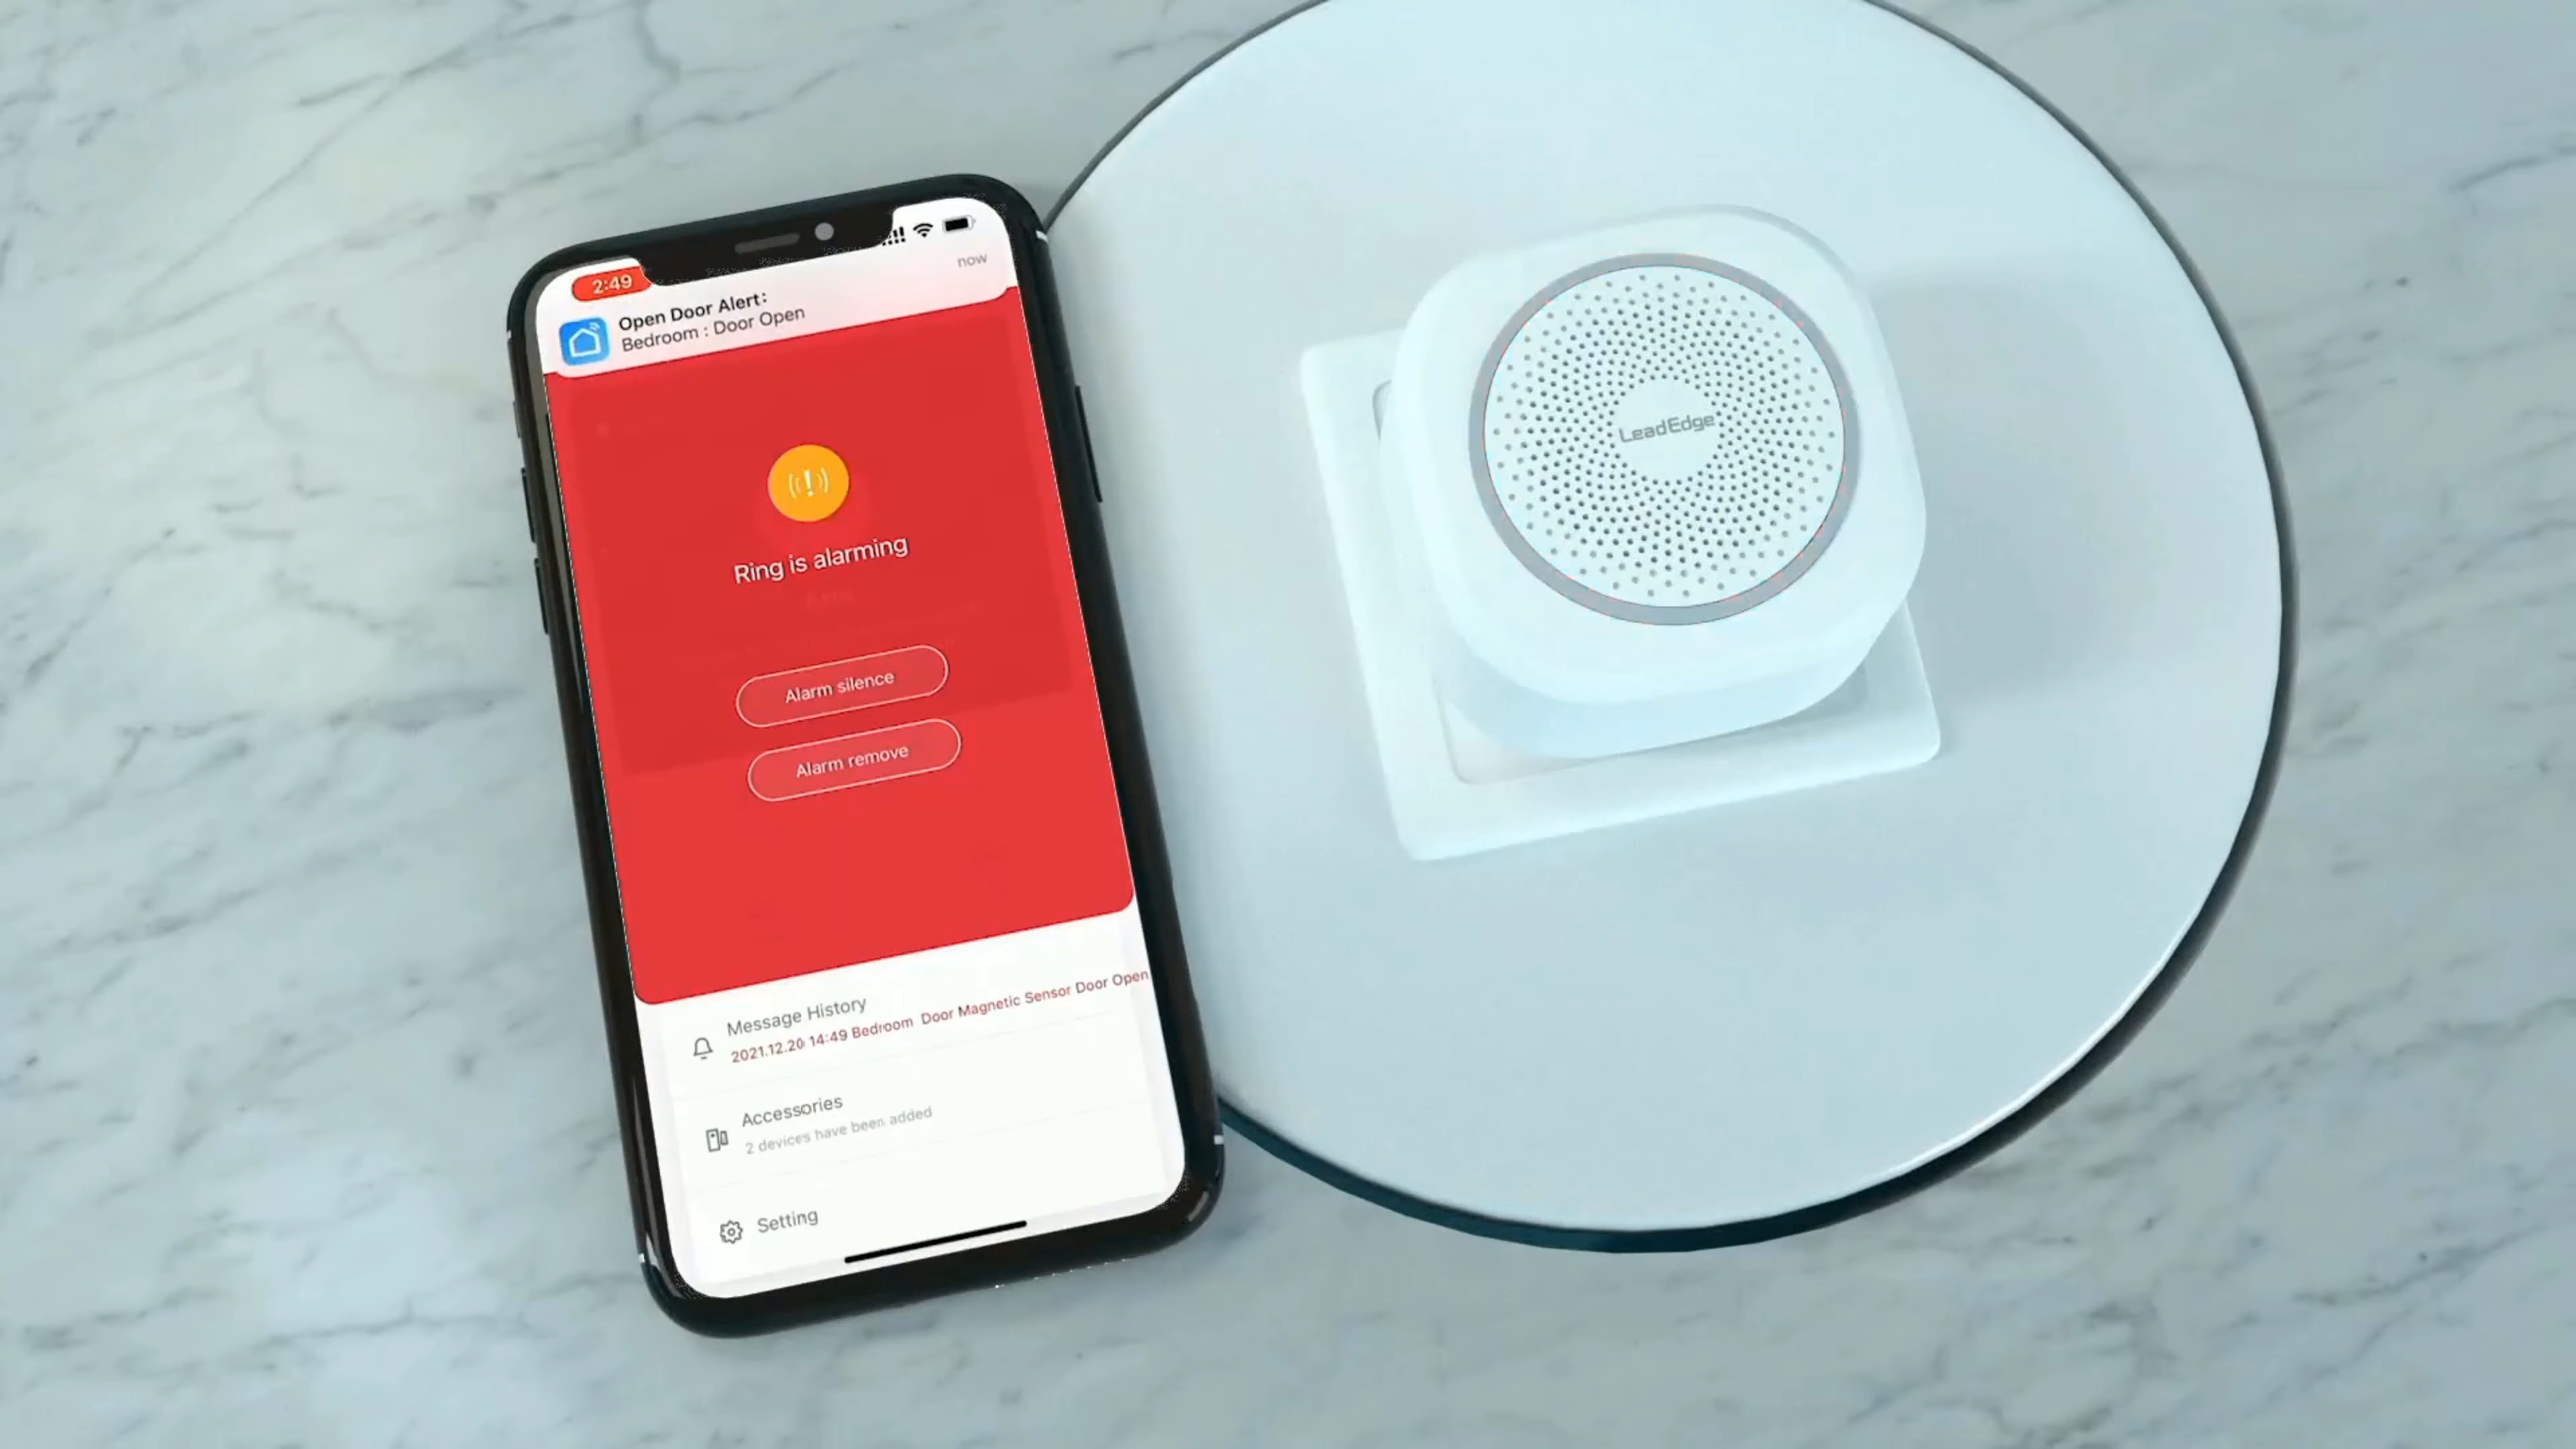 2:49
now
Open Door Alert:
Bedroom : Door Open
Ring is alarming
Alarm silence
Alarm remove
Message History
2021.12.20 14:49 Bedroom Door Magnetic Sensor Door Open
Accessories
2 devices have been added
Setting
LeadEdge